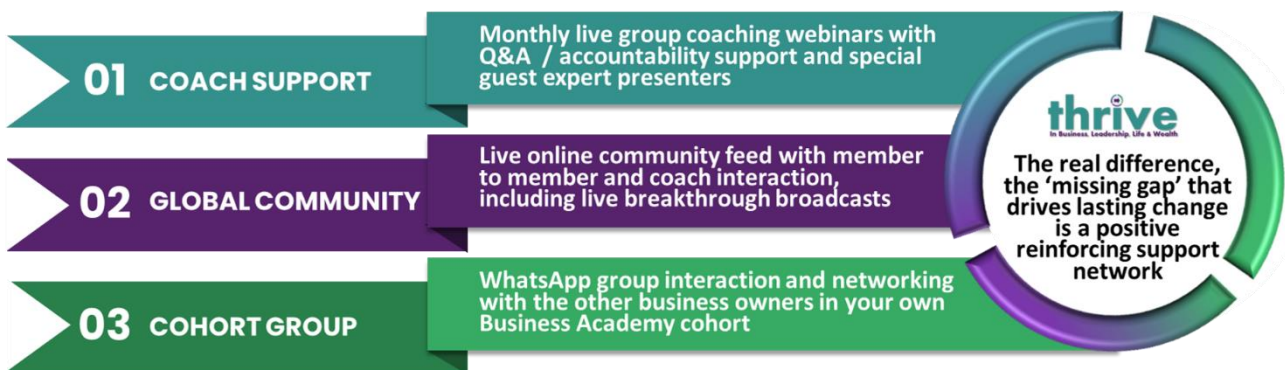 01 COACH SUPPORT
Monthly live group coaching webinars with
Q&A / accountability support and special
guest expert presenters
02 GLOBAL COMMUNITY
Live online community feed with member
to member and coach interaction,
including live breakthrough broadcasts
03 COHORT GROUP
WhatsApp group interaction and networking
with the other business owners in your own
Business Academy cohort
thrive
In Business, Leadership, Life & Wealth
The real difference,
the ‘missing gap’ that
drives lasting change
is a positive
reinforcing support
network